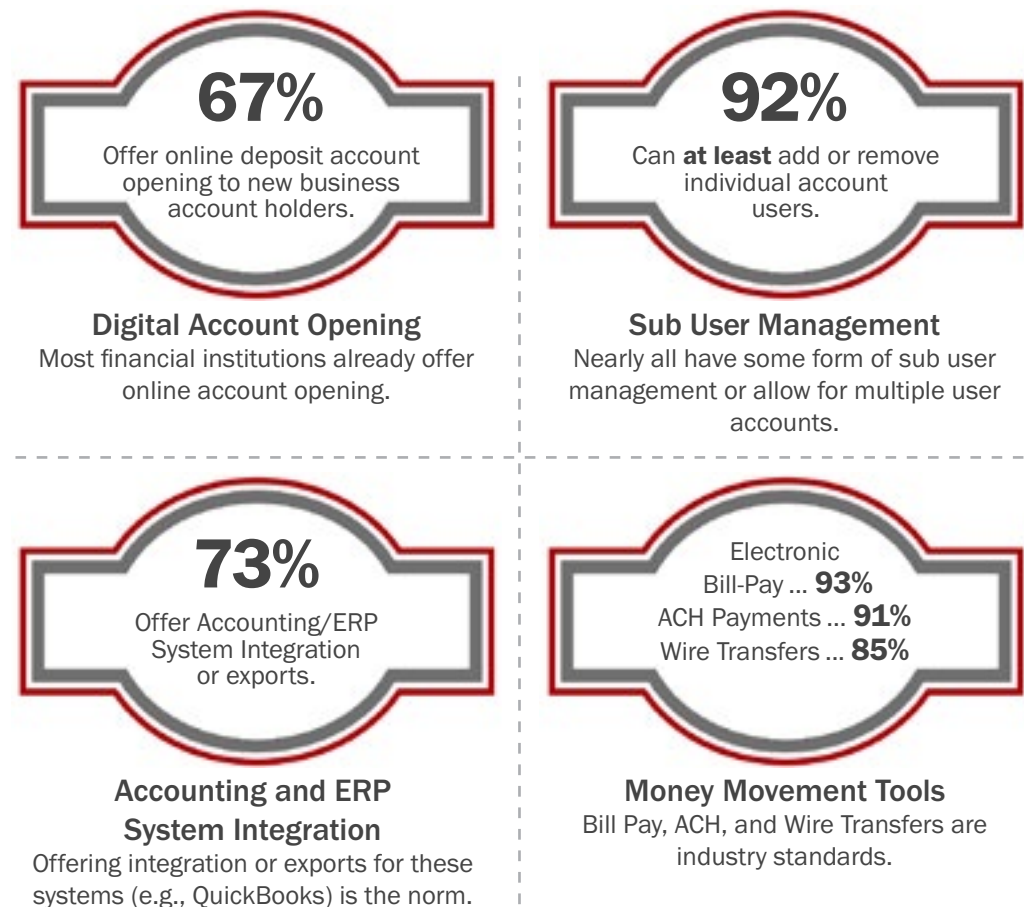 67%
Offer online deposit account
opening to new business
account holders.
Digital Account Opening
Most financial institutions already offer
online account opening.
92%
Can at least add or remove
individual account
users.
Sub User Management
Nearly all have some form of sub user
management or allow for multiple user
accounts.
73%
Offer Accounting/ERP
System Integration
or exports.
Accounting and ERP
System Integration
Offering integration or exports for these
systems (e.g., QuickBooks) is the norm.
Electronic
Bill-Pay ... 93%
ACH Payments ... 91%
Wire Transfers ... 85%
Money Movement Tools
Bill Pay, ACH, and Wire Transfers are
industry standards.